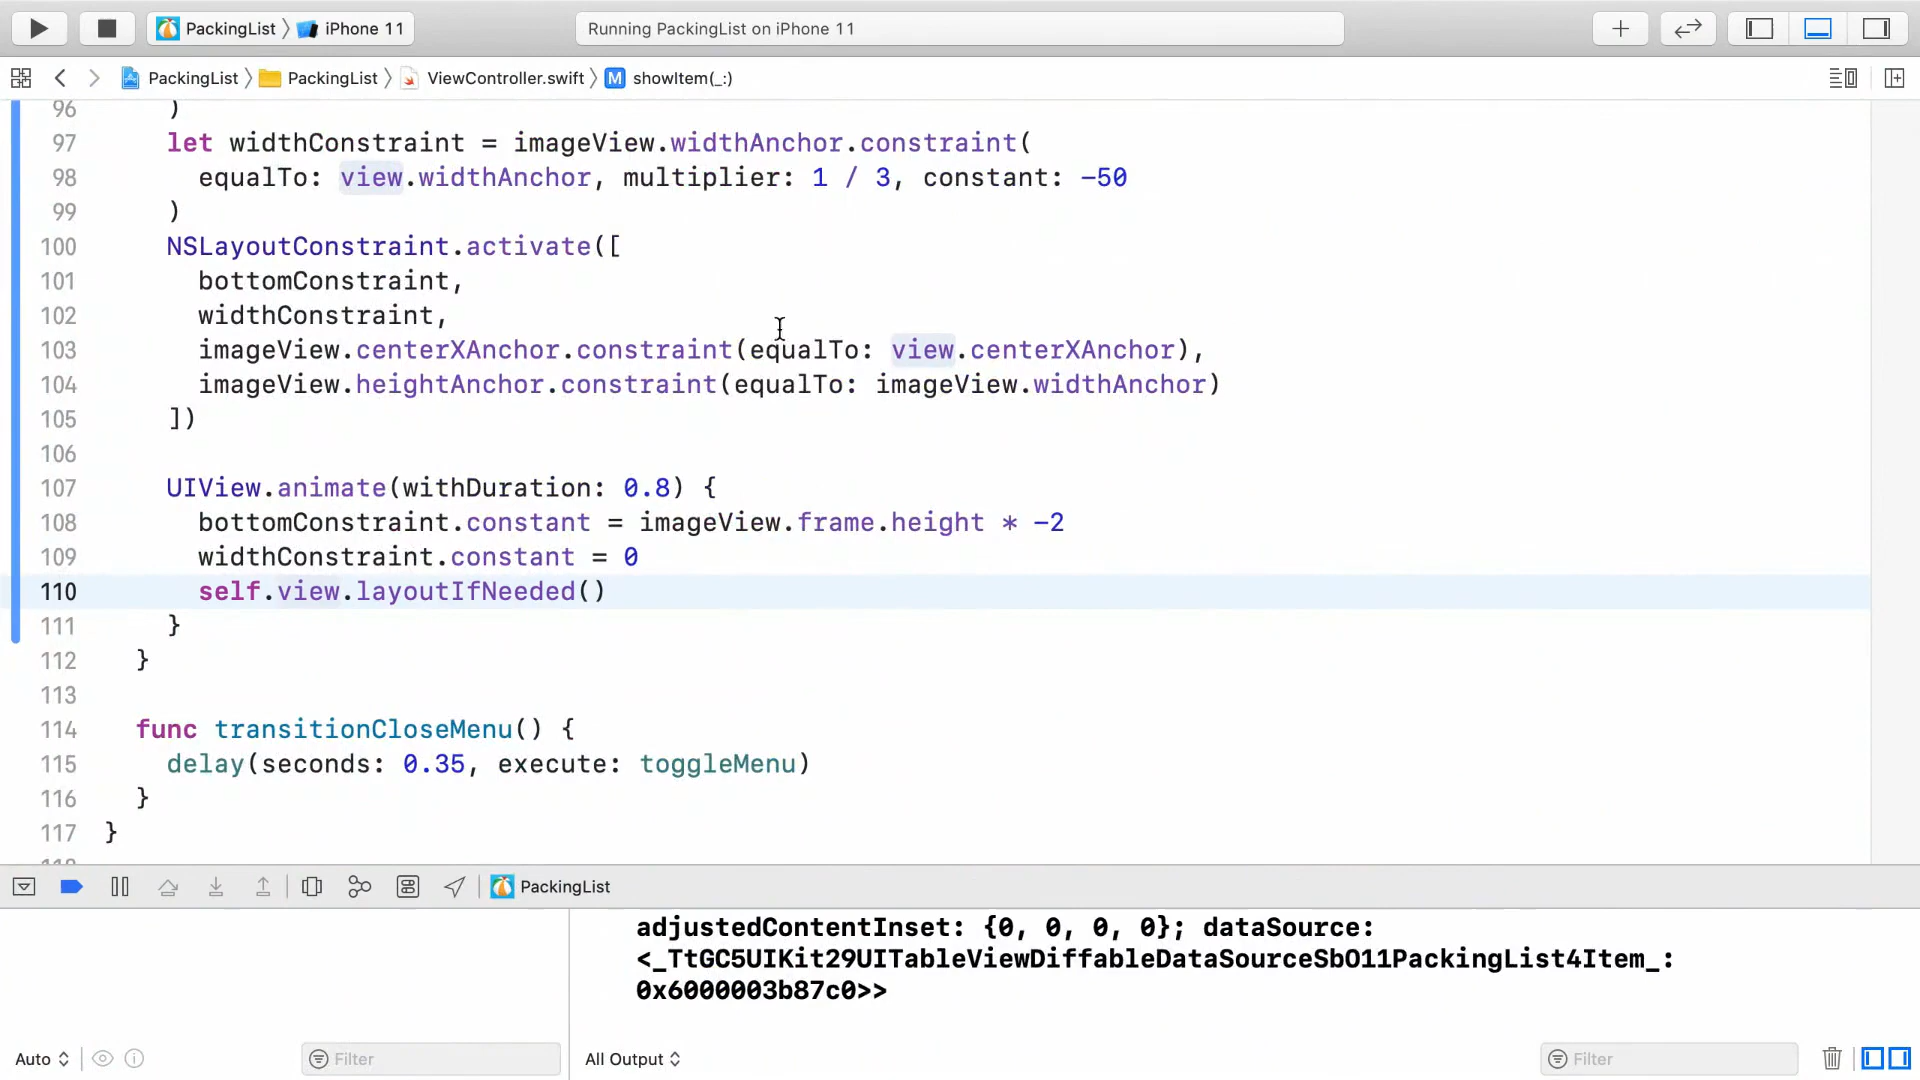 PackingList 〉 iPhone 11
Running PackingList on iPhone 11
PackingList 〉 PackingList 〉 ViewController.swift 〉 M showItem(_:)
96 )
97 let widthConstraint = imageView.widthAnchor.constraint(
98 equalTo: view.widthAnchor, multiplier: 1 / 3, constant: -50
99 )
100 NSLayoutConstraint.activate([
101 bottomConstraint,
102 widthConstraint,
103 imageView.centerXAnchor.constraint(equalTo: view.centerXAnchor),
104 imageView.heightAnchor.constraint(equalTo: imageView.widthAnchor)
105 ])
106
107 UIView.animate(withDuration: 0.8) {
108 bottomConstraint.constant = imageView.frame.height * -2
109 widthConstraint.constant = 0
110 self.view.layoutIfNeeded()
111 }
112 }
113
114 func transitionCloseMenu() {
115 delay(seconds: 0.35, execute: toggleMenu)
116 }
117 }
118
PackingList
adjustedContentInset: {0, 0, 0, 0}; dataSource:
<_TtGC5UIKit29UITableViewDiffableDataSourceSbO11PackingList4Item_:
0x6000003b87c0>>
Auto
Filter
All Output
Filter